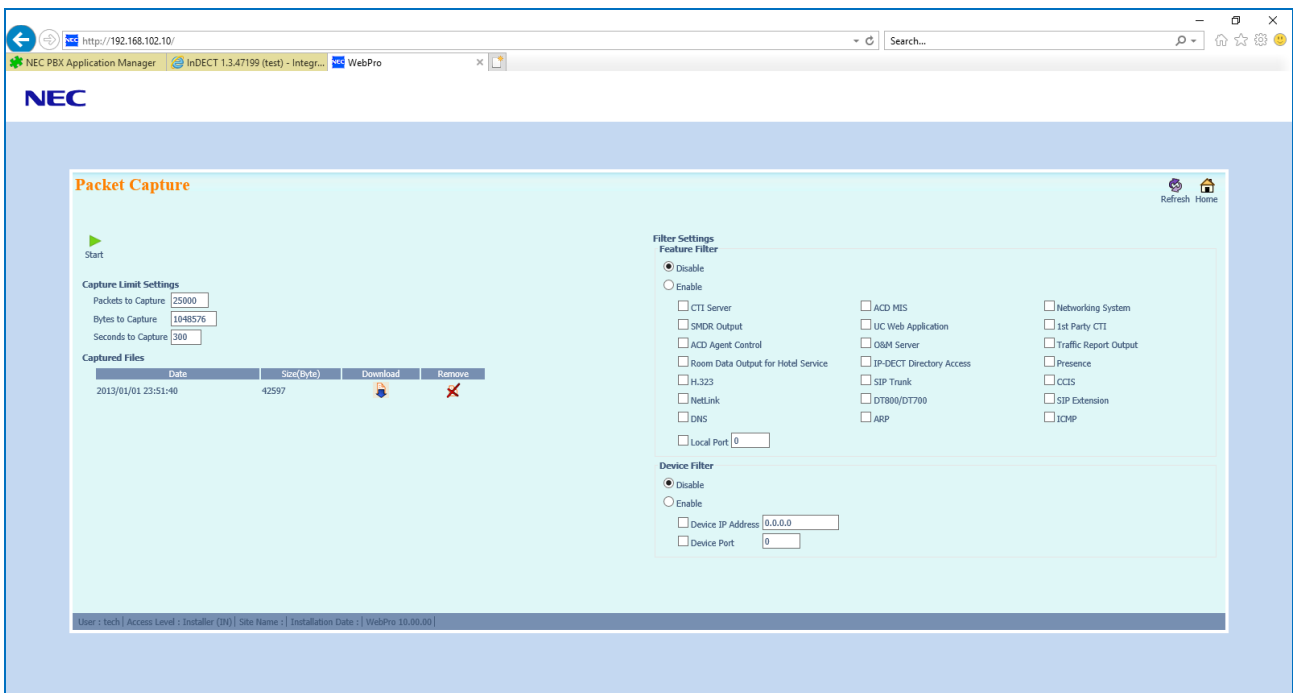 http://192.168.102.10/
Search...
NEC PBX Application Manager
InDECT 1.3.47199 (test) - Integr...
WebPro
NEC
Packet Capture
Refresh Home
Start
Capture Limit Settings
Packets to Capture 25000
Bytes to Capture 1048576
Seconds to Capture 300
Captured Files
Date Size(Byte) Download Remove
2013/01/01 23:51:40 42597
Filter Settings
Feature Filter
Disable
Enable
CTI Server ACD MIS Networking System
SMDR Output UC Web Application 1st Party CTI
ACD Agent Control O&M Server Traffic Report Output
Room Data Output for Hotel Service IP-DECT Directory Access Presence
H.323 SIP Trunk CCIS
NetLink DT800/DT700 SIP Extension
DNS ARP ICMP
Local Port 0
Device Filter
Disable
Enable
Device IP Address 0.0.0.0
Device Port 0
User : tech | Access Level : Installer (IN) | Site Name : | Installation Date : | WebPro 10.00.00 |